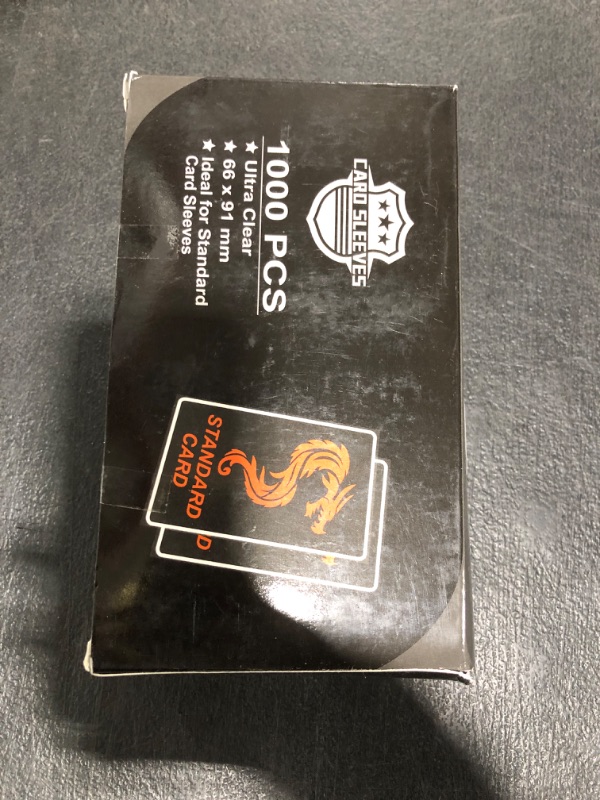 CARD SLEEVES
1000 PCS
★ Ultra Clear
★ 66 x 91 mm
★ Ideal for Standard
Card Sleeves
STANDARD
CARD
D
D